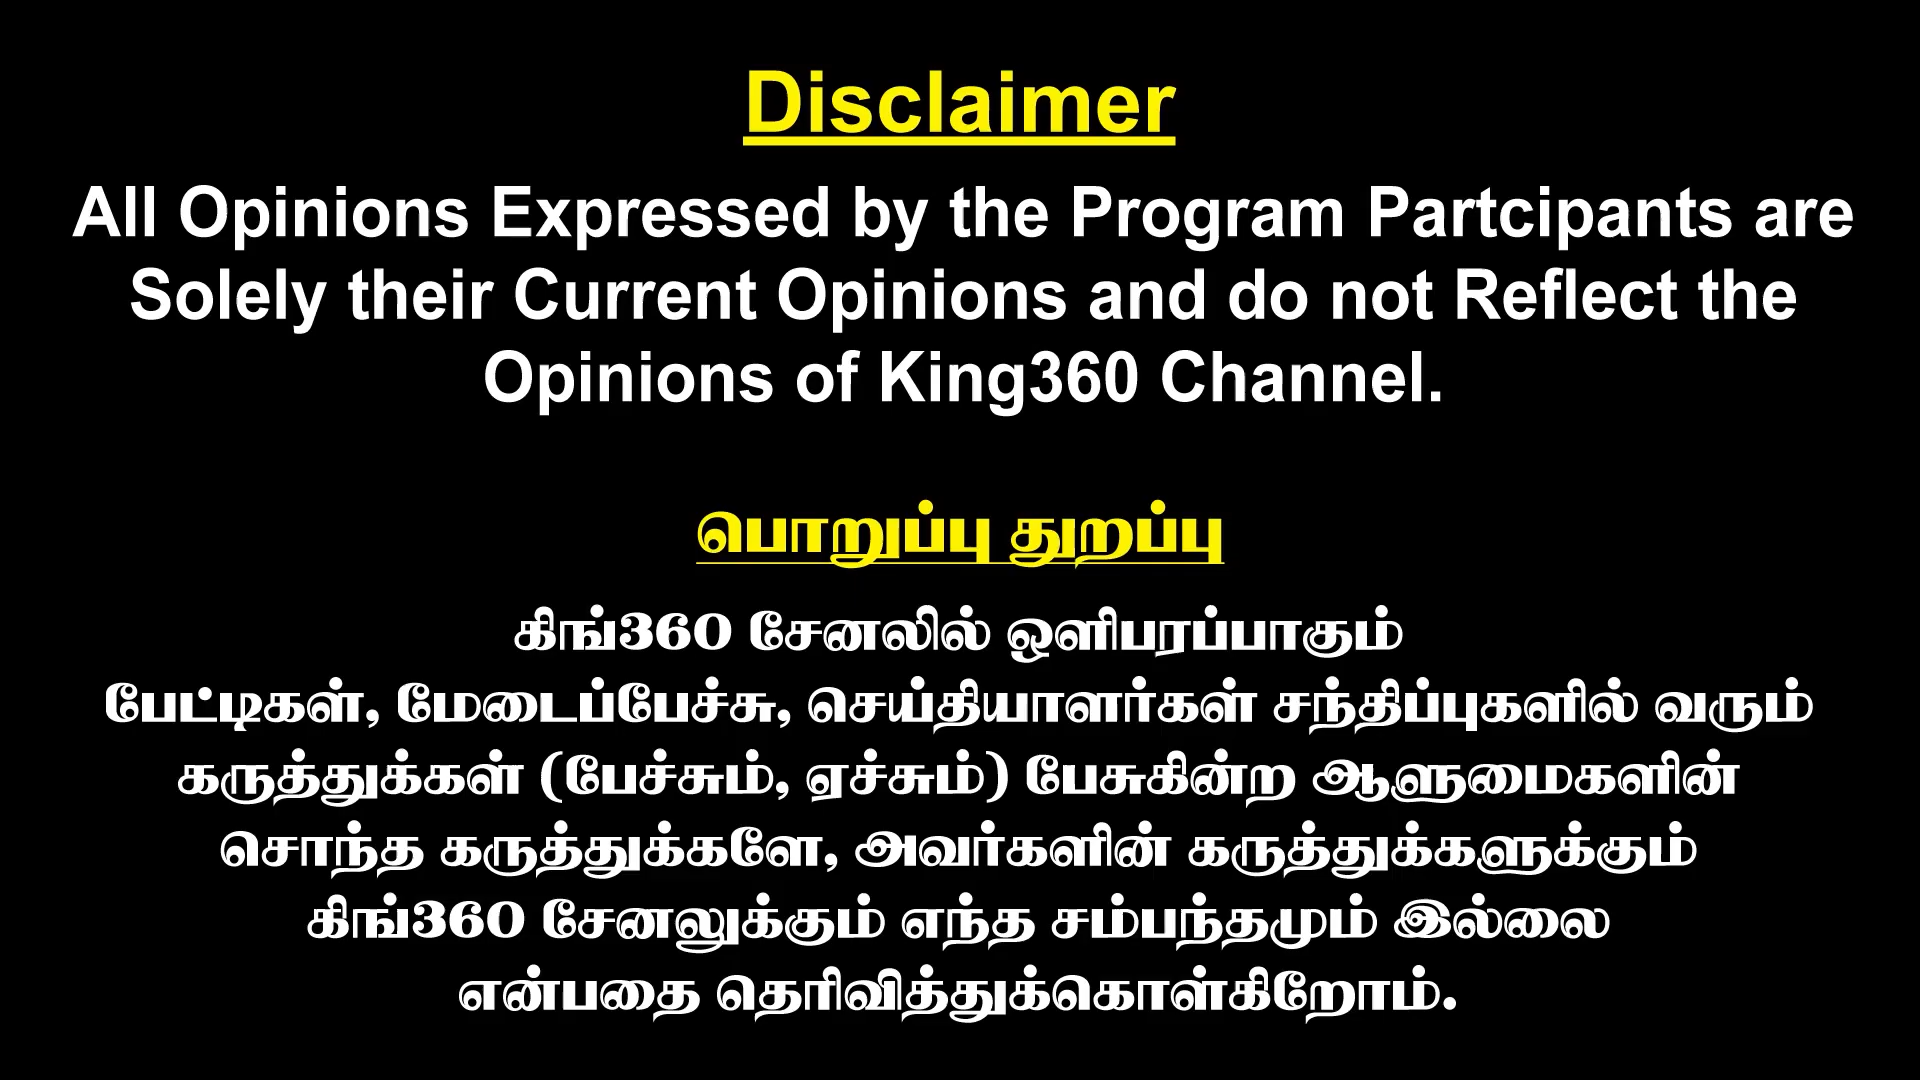 Disclaimer
All Opinions Expressed by the Program Partcipants are
Solely their Current Opinions and do not Reflect the
Opinions of King360 Channel.
பொறுப்பு துறப்பு
கிங்360 சேனலில் ஒளிபரப்பாகும்
பேட்டிகள், மேடைப்பேச்சு, செய்தியாளர்கள் சந்திப்புகளில் வரும்
கருத்துக்கள் (பேச்சும், ஏச்சும்) பேசுகின்ற ஆளுமைகளின்
சொந்த கருத்துக்களே, அவர்களின் கருத்துக்களுக்கும்
கிங்360 சேனலுக்கும் எந்த சம்பந்தமும் இல்லை
என்பதை தெரிவித்துக்கொள்கிறோம்.